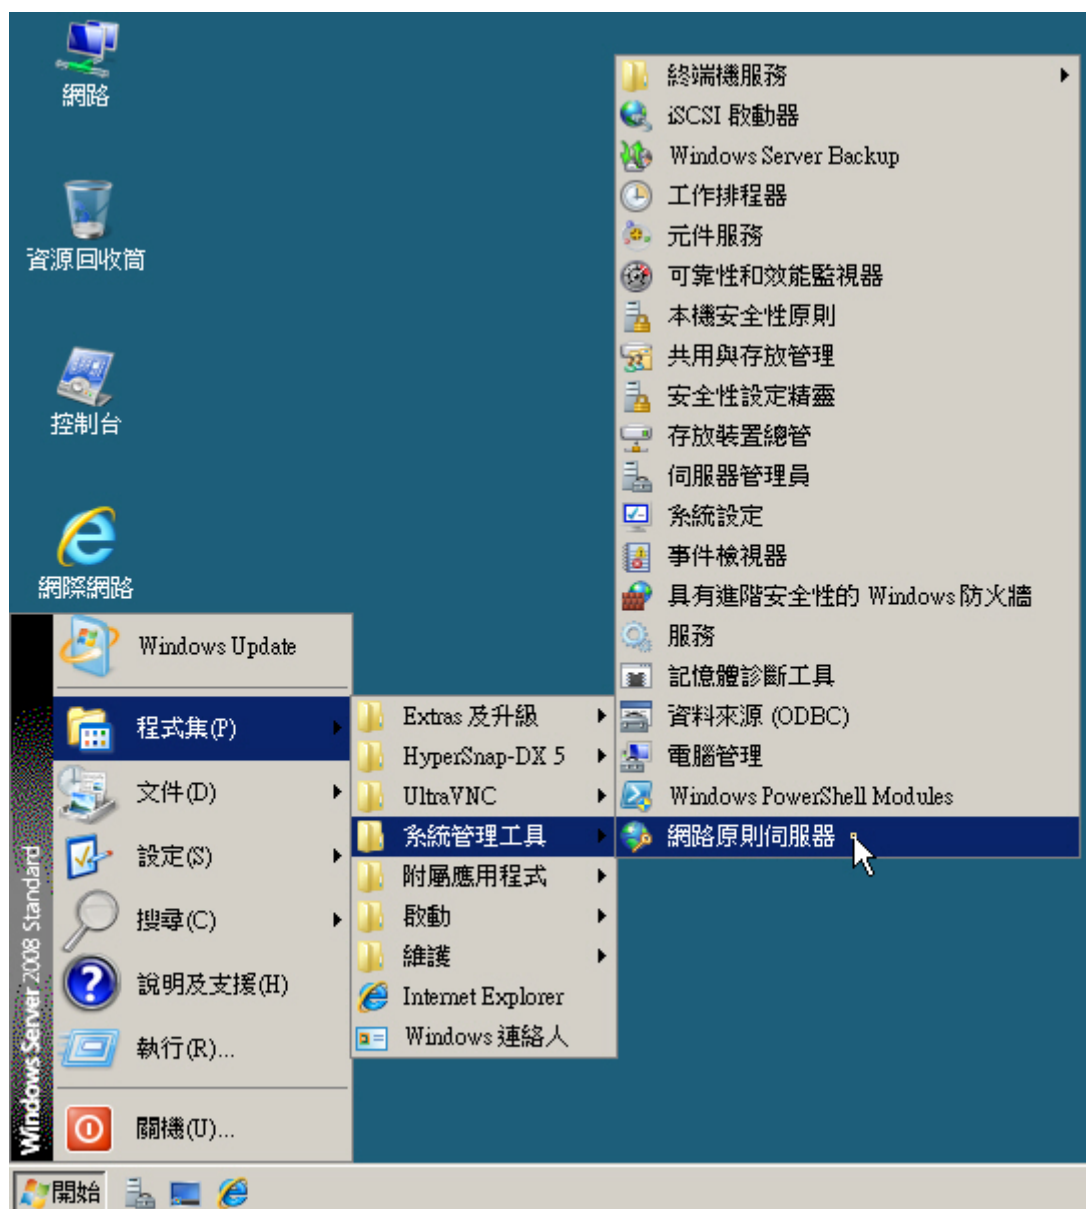 網路
資源回收筒
控制台
網際網路
Windows Server 2008 Standard
Windows Update
程式集(P)
文件(D)
設定(S)
搜尋(C)
說明及支援(H)
執行(R)...
關機(U)...
Extras 及升級
HyperSnap-DX 5
UltraVNC
系統管理工具
附屬應用程式
啟動
維護
Internet Explorer
Windows 連絡人
終端機服務
iSCSI 啟動器
Windows Server Backup
工作排程器
元件服務
可靠性和效能監視器
本機安全性原則
共用與存放管理
安全性設定精靈
存放裝置總管
伺服器管理員
系統設定
事件檢視器
具有進階安全性的 Windows 防火牆
服務
記憶體診斷工具
資料來源 (ODBC)
電腦管理
Windows PowerShell Modules
網路原則伺服器
開始